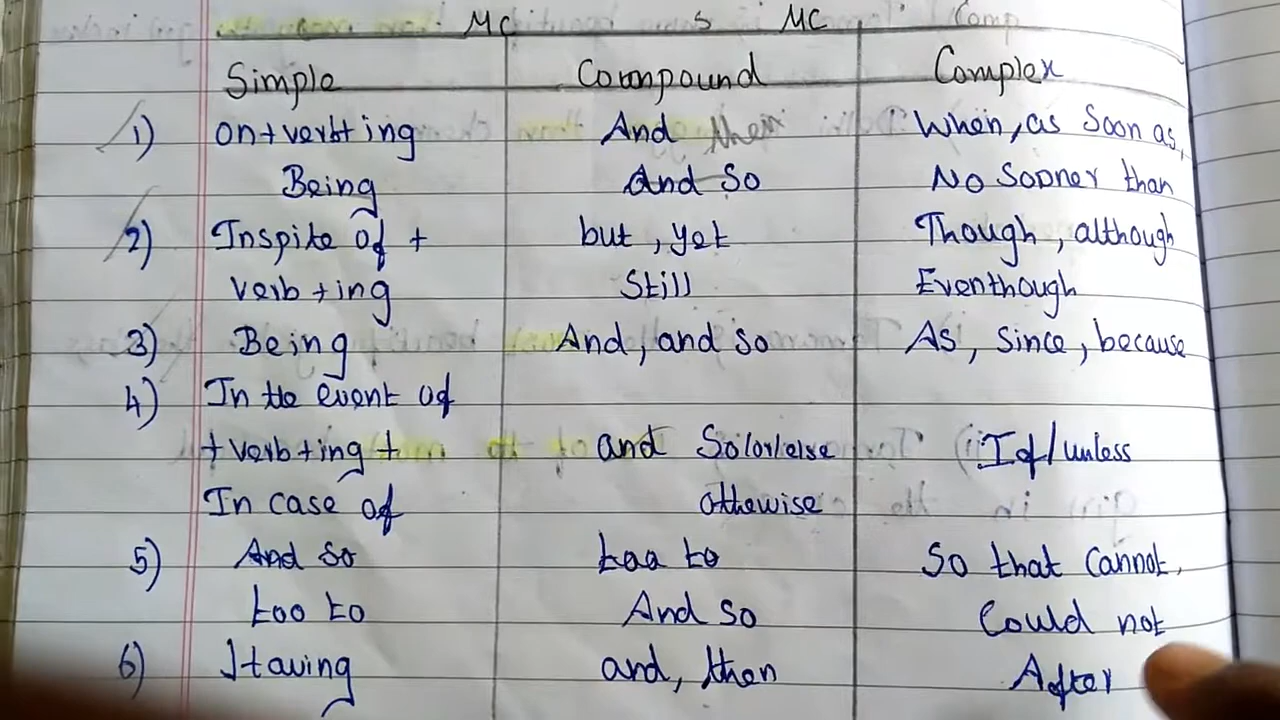 MC S MC Comp
Simple Compound Complex
1) on+verb+ing And then When, as Soon as,
Being And So No Sooner than
2) Inspite of + but, yet Though, although
verb +ing Still Eventhough
3) Being And, and so As, Since, because
4) In the event of
+verb+ing + and So/or/else If/unless
In case of othewise
5) And so too to So that Cannot,
too to And so Could not
6) Having and, then After